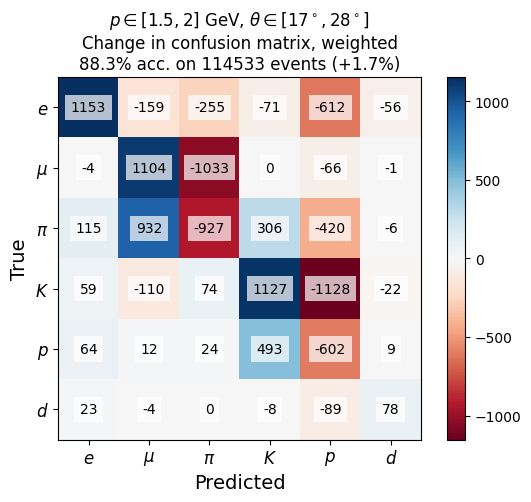 p ∈ [1.5, 2] GeV, θ ∈ [17°, 28°]
Change in confusion matrix, weighted
88.3% acc. on 114533 events (+1.7%)
e 1153 -159 -255 -71 -612 -56
μ -4 1104 -1033 0 -66 -1
π 115 932 -927 306 -420 -6
K 59 -110 74 1127 -1128 -22
p 64 12 24 493 -602 9
d 23 -4 0 -8 -89 78
e μ π K p d
Predicted
True
1000
500
0
−500
−1000